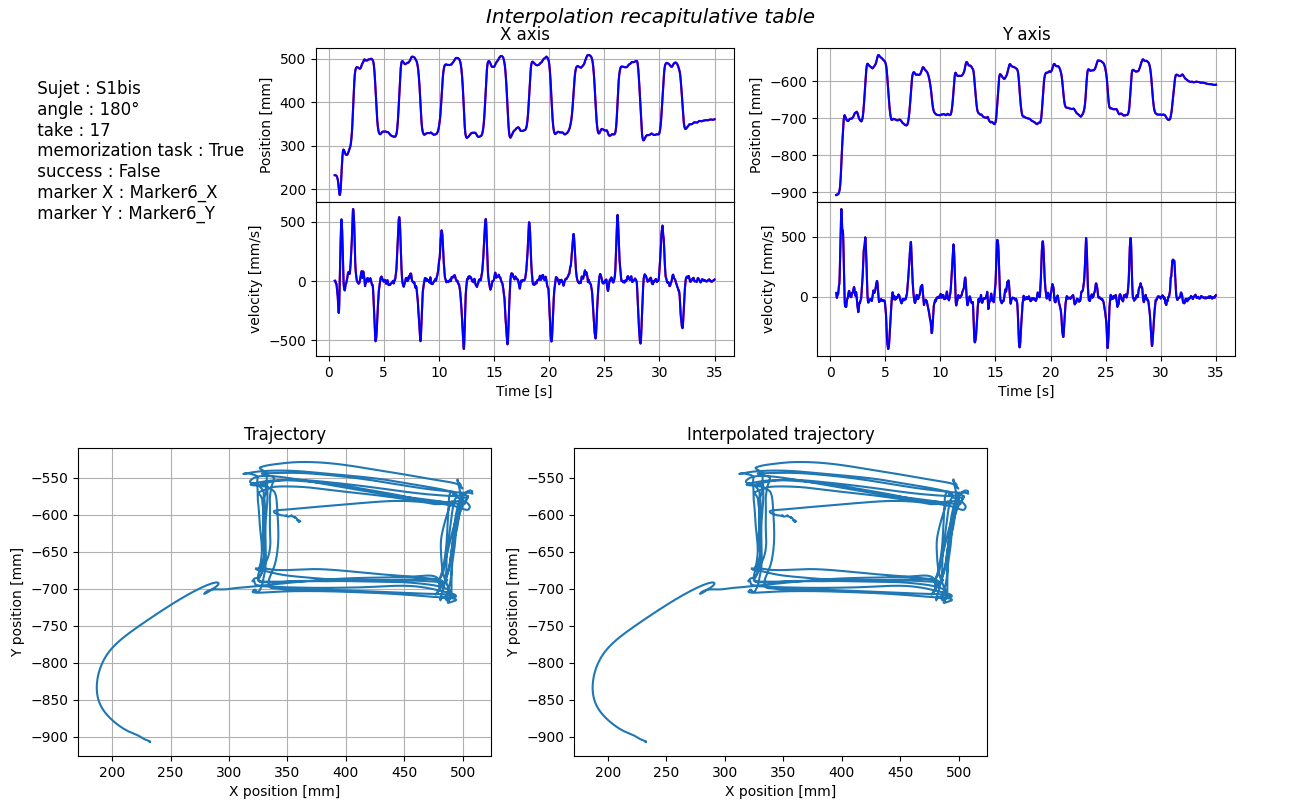 Interpolation recapitulative table
Sujet : S1bis
angle : 180°
take : 17
memorization task : True
success : False
marker X : Marker6_X
marker Y : Marker6_Y
X axis
Position [mm]
500
400
300
200
velocity [mm/s]
500
0
−500
0 5 10 15 20 25 30 35
Time [s]
Y axis
Position [mm]
−600
−700
−800
−900
velocity [mm/s]
500
0
0 5 10 15 20 25 30 35
Time [s]
Trajectory
Y position [mm]
−550
−600
−650
−700
−750
−800
−850
−900
200 250 300 350 400 450 500
X position [mm]
Interpolated trajectory
Y position [mm]
−550
−600
−650
−700
−750
−800
−850
−900
200 250 300 350 400 450 500
X position [mm]